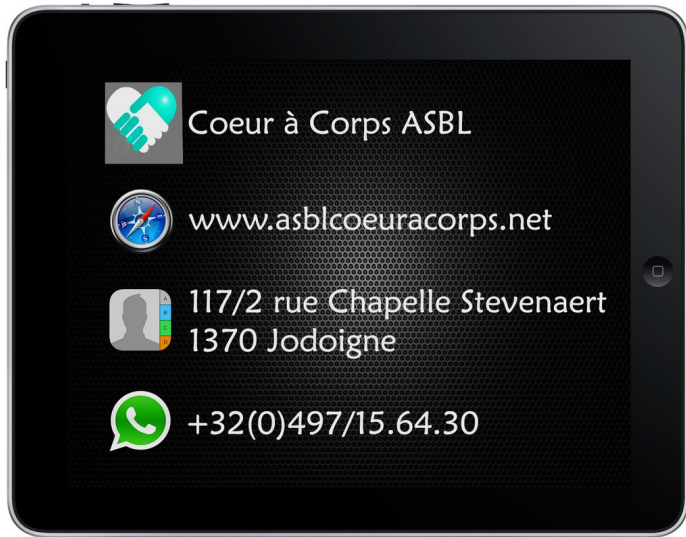 Coeur à Corps ASBL
www.asblcoeuracorps.net
117/2 rue Chapelle Stevenaert
1370 Jodoigne
+32(0)497/15.64.30